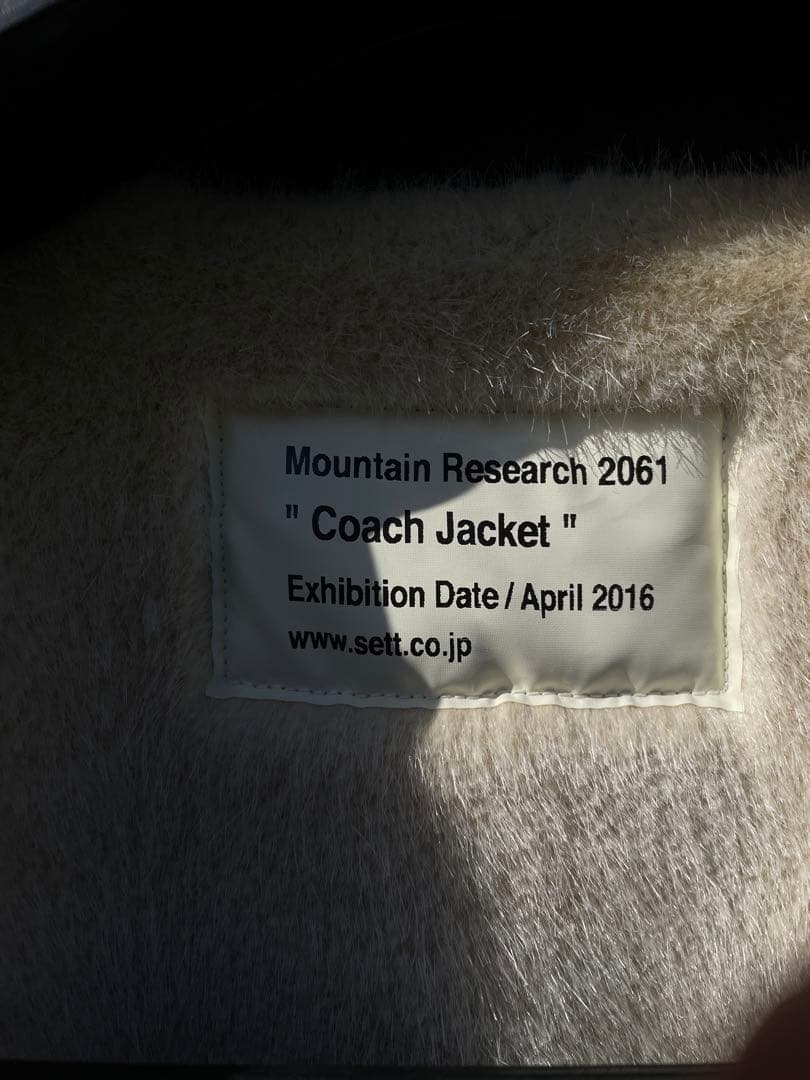 Mountain Research 2061
" Coach Jacket "
Exhibition Date / April 2016
www.sett.co.jp